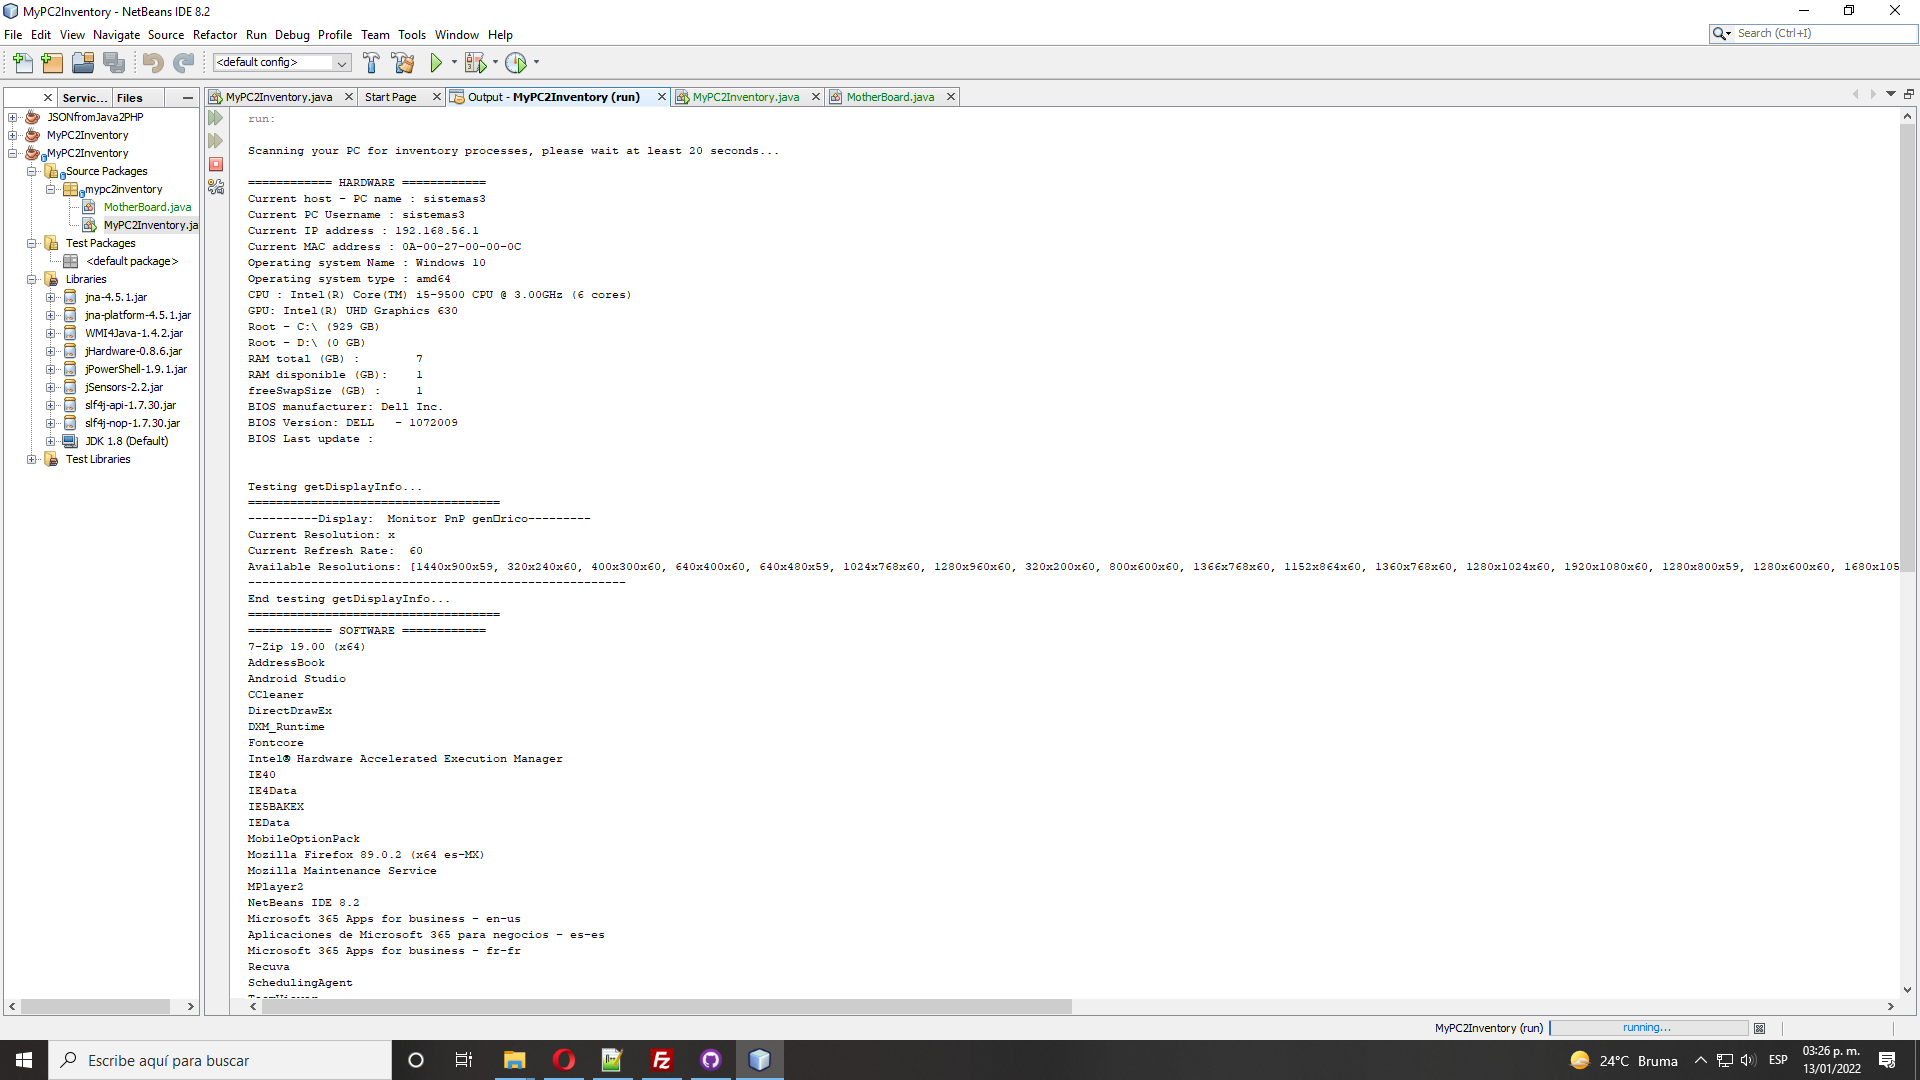 MyPC2Inventory - NetBeans IDE 8.2
File Edit View Navigate Source Refactor Run Debug Profile Team Tools Window Help
Search (Ctrl+I)
<default config>
Servic... Files
MyPC2Inventory.java Start Page Output - MyPC2Inventory (run) MyPC2Inventory.java MotherBoard.java
JSONfromJava2PHP
MyPC2Inventory
MyPC2Inventory
Source Packages
mypc2inventory
MotherBoard.java
MyPC2Inventory.ja
Test Packages
<default package>
Libraries
jna-4.5.1.jar
jna-platform-4.5.1.jar
WMI4Java-1.4.2.jar
jHardware-0.8.6.jar
jPowerShell-1.9.1.jar
jSensors-2.2.jar
slf4j-api-1.7.30.jar
slf4j-nop-1.7.30.jar
JDK 1.8 (Default)
Test Libraries
run:
Scanning your PC for inventory processes, please wait at least 20 seconds...
============ HARDWARE ============
Current host - PC name : sistemas3
Current PC Username : sistemas3
Current IP address : 192.168.56.1
Current MAC address : 0A-00-27-00-00-0C
Operating system Name : Windows 10
Operating system type : amd64
CPU : Intel(R) Core(TM) i5-9500 CPU @ 3.00GHz (6 cores)
GPU: Intel(R) UHD Graphics 630
Root - C:\ (929 GB)
Root - D:\ (0 GB)
RAM total (GB) : 7
RAM disponible (GB): 1
freeSwapSize (GB) : 1
BIOS manufacturer: Dell Inc.
BIOS Version: DELL - 1072009
BIOS Last update :
Testing getDisplayInfo...
====================================
----------Display: Monitor PnP gen□rico---------
Current Resolution: x
Current Refresh Rate: 60
Available Resolutions: [1440x900x59, 320x240x60, 400x300x60, 640x400x60, 640x480x59, 1024x768x60, 1280x960x60, 320x200x60, 800x600x60, 1366x768x60, 1152x864x60, 1360x768x60, 1280x1024x60, 1920x1080x60, 1280x800x59, 1280x600x60, 1680x105
------------------------------------------------------
End testing getDisplayInfo...
====================================
============ SOFTWARE ============
7-Zip 19.00 (x64)
AddressBook
Android Studio
CCleaner
DirectDrawEx
DXM_Runtime
Fontcore
Intel® Hardware Accelerated Execution Manager
IE40
IE4Data
IE5BAKEX
IEData
MobileOptionPack
Mozilla Firefox 89.0.2 (x64 es-MX)
Mozilla Maintenance Service
MPlayer2
NetBeans IDE 8.2
Microsoft 365 Apps for business - en-us
Aplicaciones de Microsoft 365 para negocios - es-es
Microsoft 365 Apps for business - fr-fr
Recuva
SchedulingAgent
TeamViewer
MyPC2Inventory (run) running...
Escribe aquí para buscar
24°C Bruma
ESP
03:26 p. m.
13/01/2022